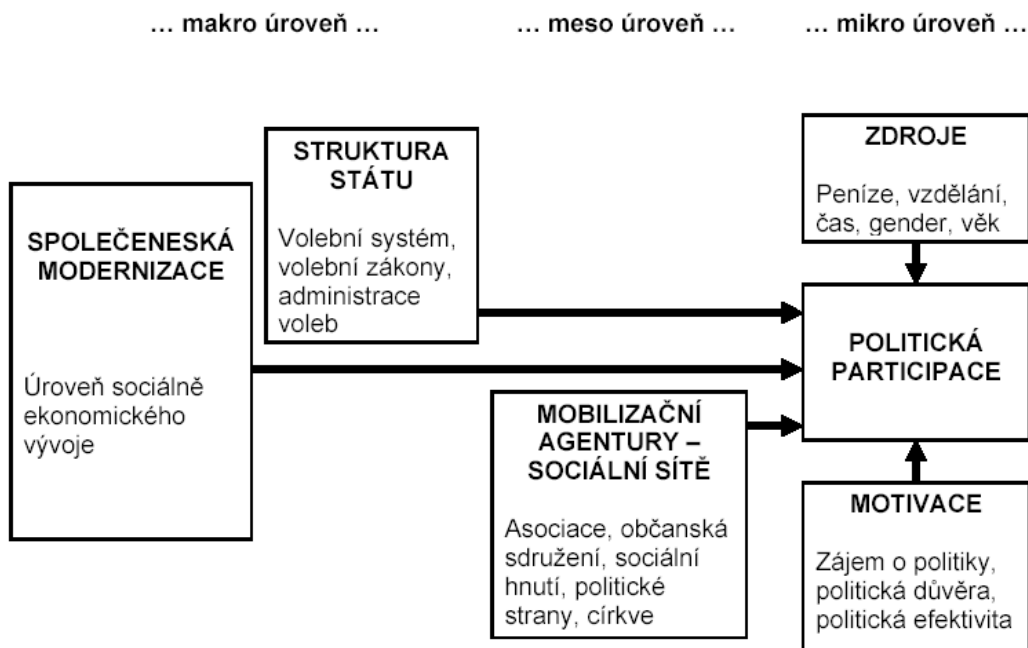 ... makro úroveň ...
... meso úroveň ...
... mikro úroveň ...
SPOLEČENESKÁ
MODERNIZACE
Úroveň sociálně
ekonomického
vývoje
STRUKTURA
STÁTU
Volební systém,
volební zákony,
administrace
voleb
MOBILIZAČNÍ
AGENTURY –
SOCIÁLNÍ SÍTĚ
Asociace, občanská
sdružení, sociální
hnutí, politické
strany, církve
ZDROJE
Peníze, vzdělání,
čas, gender, věk
POLITICKÁ
PARTICIPACE
MOTIVACE
Zájem o politiky,
politická důvěra,
politická efektivita